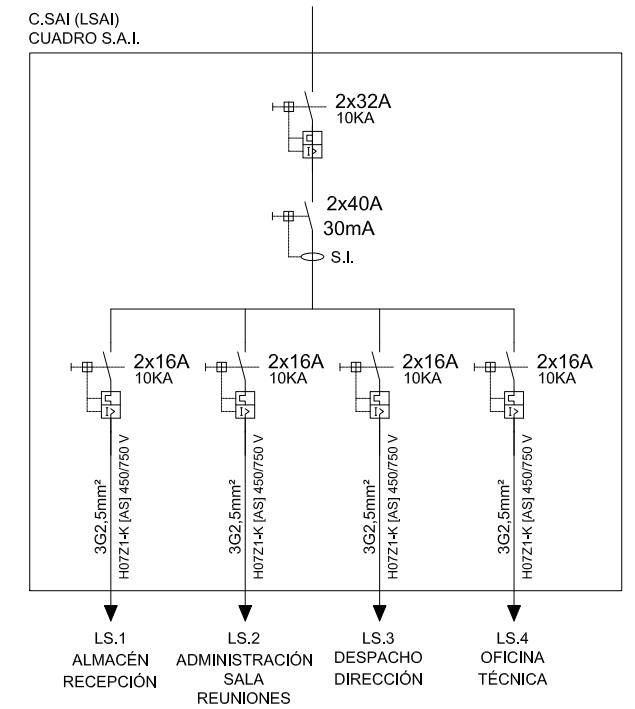 C.SAI (LSAI)
CUADRO S.A.I.
2x32A
10KA
I>
2x40A
30mA
S.I.
2x16A
10KA
I>
3G2,5mm²
H07Z1-K [AS] 450/750 V
2x16A
10KA
I>
3G2,5mm²
H07Z1-K [AS] 450/750 V
2x16A
10KA
I>
3G2,5mm²
H07Z1-K [AS] 450/750 V
2x16A
10KA
I>
3G2,5mm²
H07Z1-K [AS] 450/750 V
LS.1
ALMACÉN
RECEPCIÓN
LS.2
ADMINISTRACIÓN
SALA
REUNIONES
LS.3
DESPACHO
DIRECCIÓN
LS.4
OFICINA
TÉCNICA